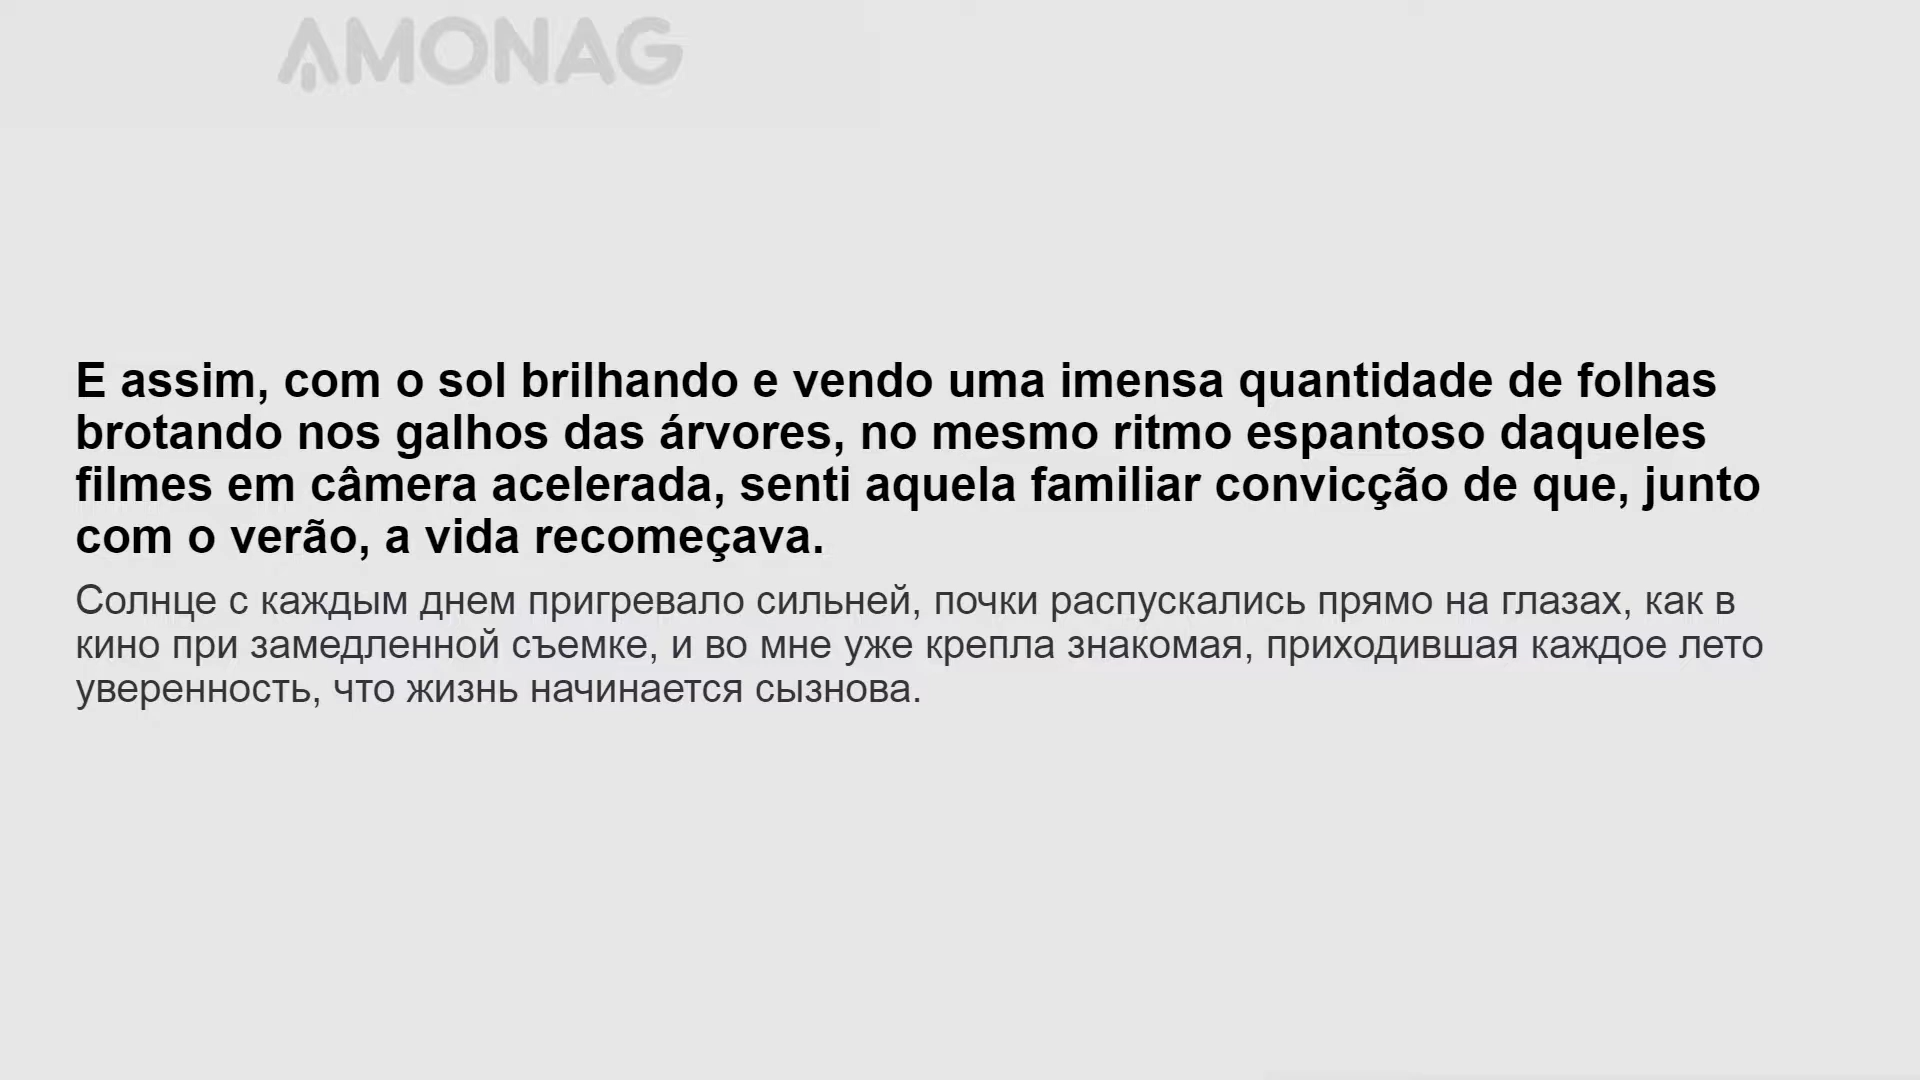 AMONAG
E assim, com o sol brilhando e vendo uma imensa quantidade de folhas
brotando nos galhos das árvores, no mesmo ritmo espantoso daqueles
filmes em câmera acelerada, senti aquela familiar convicção de que, junto
com o verão, a vida recomeçava.
Солнце с каждым днем пригревало сильней, почки распускались прямо на глазах, как в
кино при замедленной съемке, и во мне уже крепла знакомая, приходившая каждое лето
уверенность, что жизнь начинается сызнова.